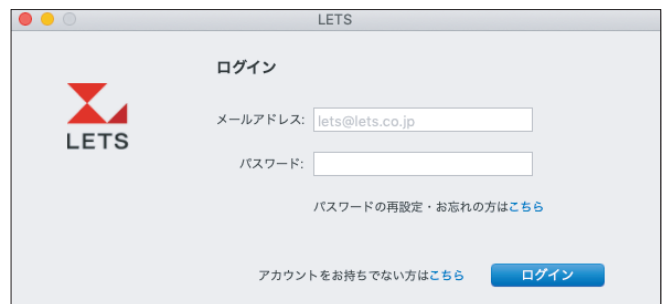 LETS
ログイン
LETS
メールアドレス: lets@lets.co.jp
パスワード:
パスワードの再設定・お忘れの方はこちら
アカウントをお持ちでない方はこちら ログイン